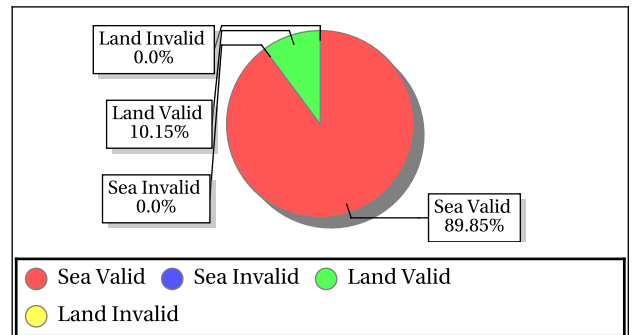 Land Invalid
0.0%
Land Valid
10.15%
Sea Invalid
0.0%
Sea Valid
89.85%
Sea Valid Sea Invalid Land Valid
Land Invalid